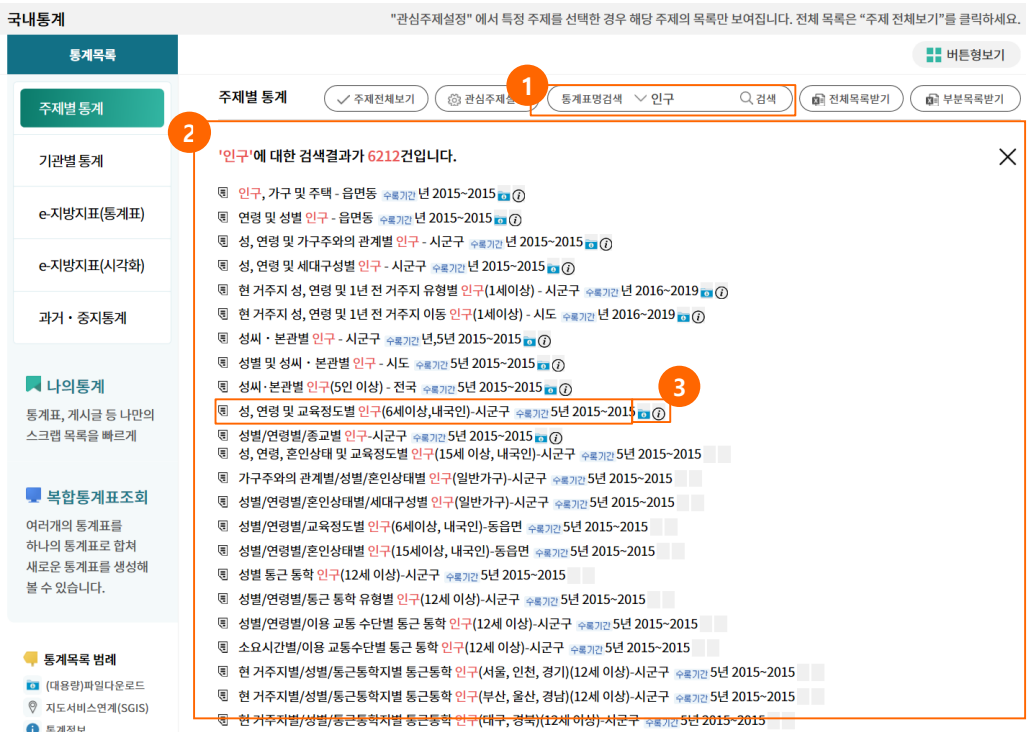 국내통계
"관심주제설정" 에서 특정 주제를 선택한 경우 해당 주제의 목록만 보여집니다. 전체 목록은 “주제 전체보기”를 클릭하세요.
통계목록
버튼형보기
주제별 통계
기관별 통계
e-지방지표(통계표)
e-지방지표(시각화)
과거・중지통계
나의통계
통계표, 게시글 등 나만의
스크랩 목록을 빠르게
복합통계표조회
여러개의 통계표를
하나의 통계표로 합쳐
새로운 통계표를 생성해
볼 수 있습니다.
통계목록 범례
(대용량)파일다운로드
지도서비스연계(SGIS)
통계정보
주제별 통계
주제전체보기
관심주제설
1
통계표명검색
인구
검색
전체목록받기
부분목록받기
2
'인구'에 대한 검색결과가 6212건입니다.
인구, 가구 및 주택 - 읍면동 수록기간 년 2015~2015
연령 및 성별 인구 - 읍면동 수록기간 년 2015~2015
성, 연령 및 가구주와의 관계별 인구 - 시군구 수록기간 년 2015~2015
성, 연령 및 세대구성별 인구 - 시군구 수록기간 년 2015~2015
현 거주지 성, 연령 및 1년 전 거주지 유형별 인구(1세이상) - 시군구 수록기간 년 2016~2019
현 거주지 성, 연령 및 1년 전 거주지 이동 인구(1세이상) - 시도 수록기간 년 2016~2019
성씨・본관별 인구 - 시군구 수록기간 년,5년 2015~2015
성별 및 성씨・본관별 인구 - 시도 수록기간 5년 2015~2015
성씨·본관별 인구(5인 이상) - 전국 수록기간 5년 2015~2015
3
성, 연령 및 교육정도별 인구(6세이상,내국인)-시군구 수록기간 5년 2015~2015
성별/연령별/종교별 인구-시군구 수록기간 5년 2015~2015
성, 연령, 혼인상태 및 교육정도별 인구(15세 이상, 내국인)-시군구 수록기간 5년 2015~2015
가구주와의 관계별/성별/혼인상태별 인구(일반가구)-시군구 수록기간 5년 2015~2015
성별/연령별/혼인상태별/세대구성별 인구(일반가구)-시군구 수록기간 5년 2015~2015
성별/연령별/교육정도별 인구(6세이상, 내국인)-동읍면 수록기간 5년 2015~2015
성별/연령별/혼인상태별 인구(15세이상, 내국인)-동읍면 수록기간 5년 2015~2015
성별 통근 통학 인구(12세 이상)-시군구 수록기간 5년 2015~2015
성별/연령별/통근 통학 유형별 인구(12세 이상)-시군구 수록기간 5년 2015~2015
성별/연령별/이용 교통 수단별 통근 통학 인구(12세 이상)-시군구 수록기간 5년 2015~2015
소요시간별/이용 교통수단별 통근 통학 인구(12세 이상)-시군구 수록기간 5년 2015~2015
현 거주지별/성별/통근통학지별 통근통학 인구(서울, 인천, 경기)(12세 이상)-시군구 수록기간 5년 2015~2015
현 거주지별/성별/통근통학지별 통근통학 인구(부산, 울산, 경남)(12세 이상)-시군구 수록기간 5년 2015~2015
현 거주지별/성별/통근통학지별 통근통학 인구(대구, 경북)(12세 이상)-시군구 수록기간 5년 2015~2015